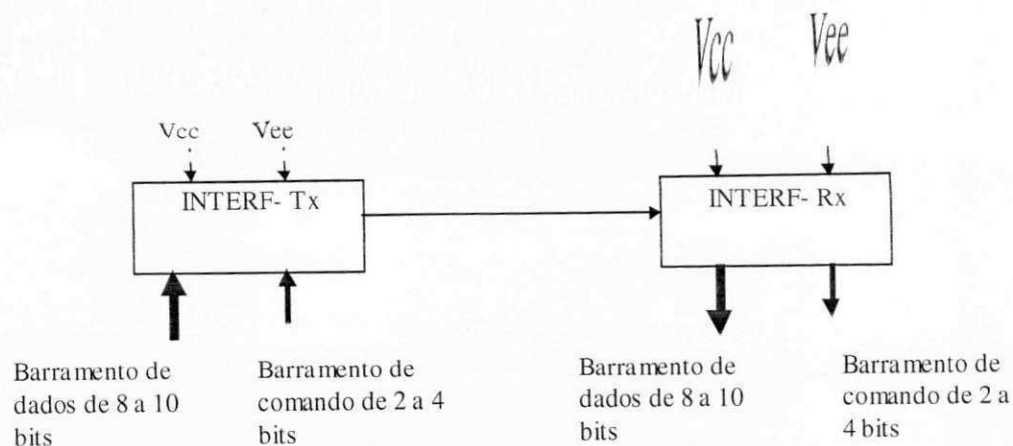 Vcc Vee
Vcc Vee
INTERF- Tx
INTERF- Rx
Barramento de
dados de 8 a 10
bits
Barramento de
comando de 2 a 4
bits
Barramento de
dados de 8 a 10
bits
Barramento de
comando de 2 a
4 bits